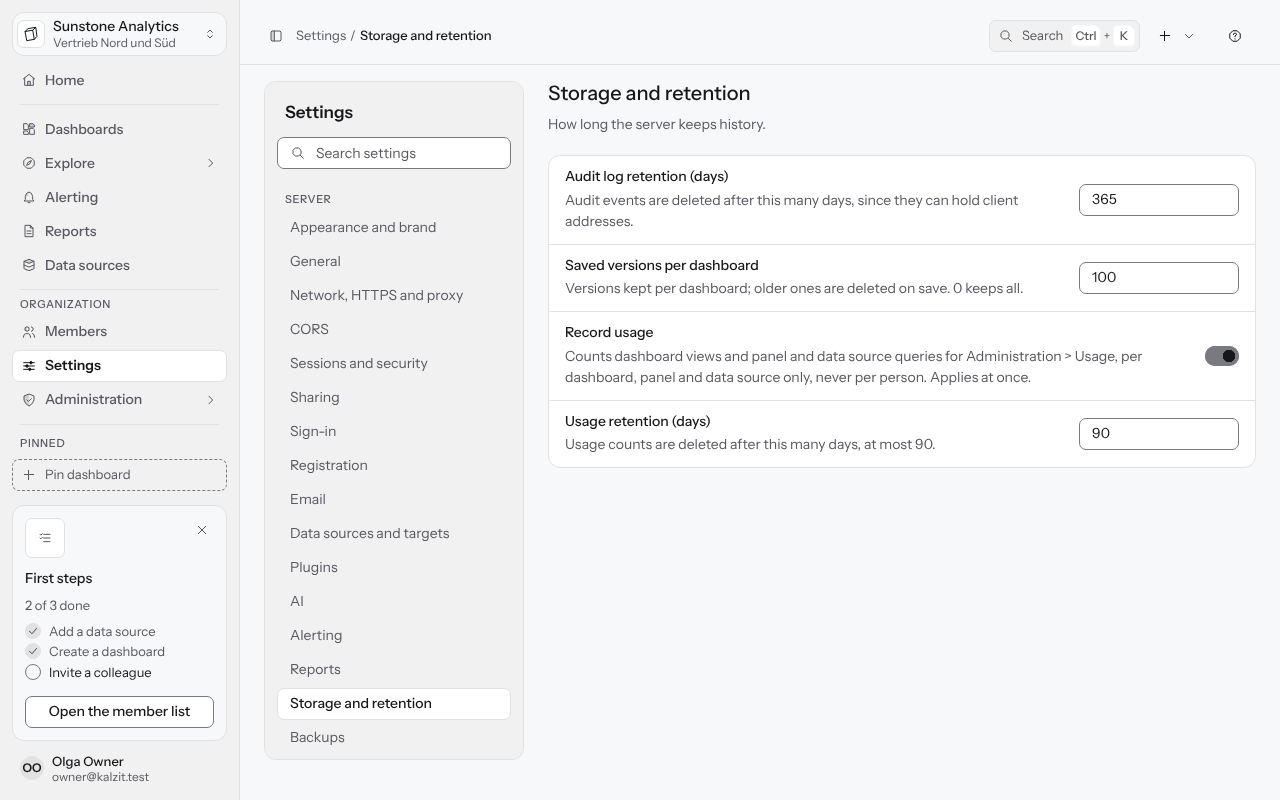 Sunstone Analytics
Vertrieb Nord und Süd
Home
Dashboards
Explore
Alerting
Reports
Data sources
ORGANIZATION
Members
Settings
Administration
PINNED
Pin dashboard
First steps
2 of 3 done
Add a data source
Create a dashboard
Invite a colleague
Open the member list
OO
Olga Owner
owner@kalzit.test
Settings / Storage and retention
Search Ctrl + K
Settings
Search settings
SERVER
Appearance and brand
General
Network, HTTPS and proxy
CORS
Sessions and security
Sharing
Sign-in
Registration
Email
Data sources and targets
Plugins
AI
Alerting
Reports
Storage and retention
Backups
Storage and retention
How long the server keeps history.
Audit log retention (days)
Audit events are deleted after this many days, since they can hold client
addresses.
365
Saved versions per dashboard
Versions kept per dashboard; older ones are deleted on save. 0 keeps all.
100
Record usage
Counts dashboard views and panel and data source queries for Administration > Usage, per
dashboard, panel and data source only, never per person. Applies at once.
Usage retention (days)
Usage counts are deleted after this many days, at most 90.
90